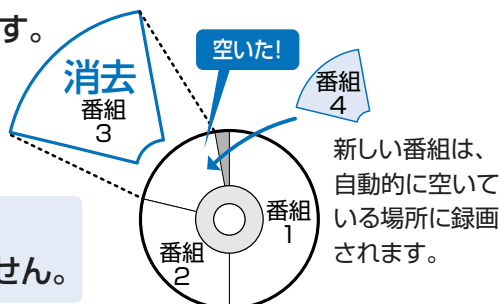 す。
消去
番組
3
空いた!
番組
4
新しい番組は、
自動的に空いて
いる場所に録画
されます。
番組
1
番組
2
せん。